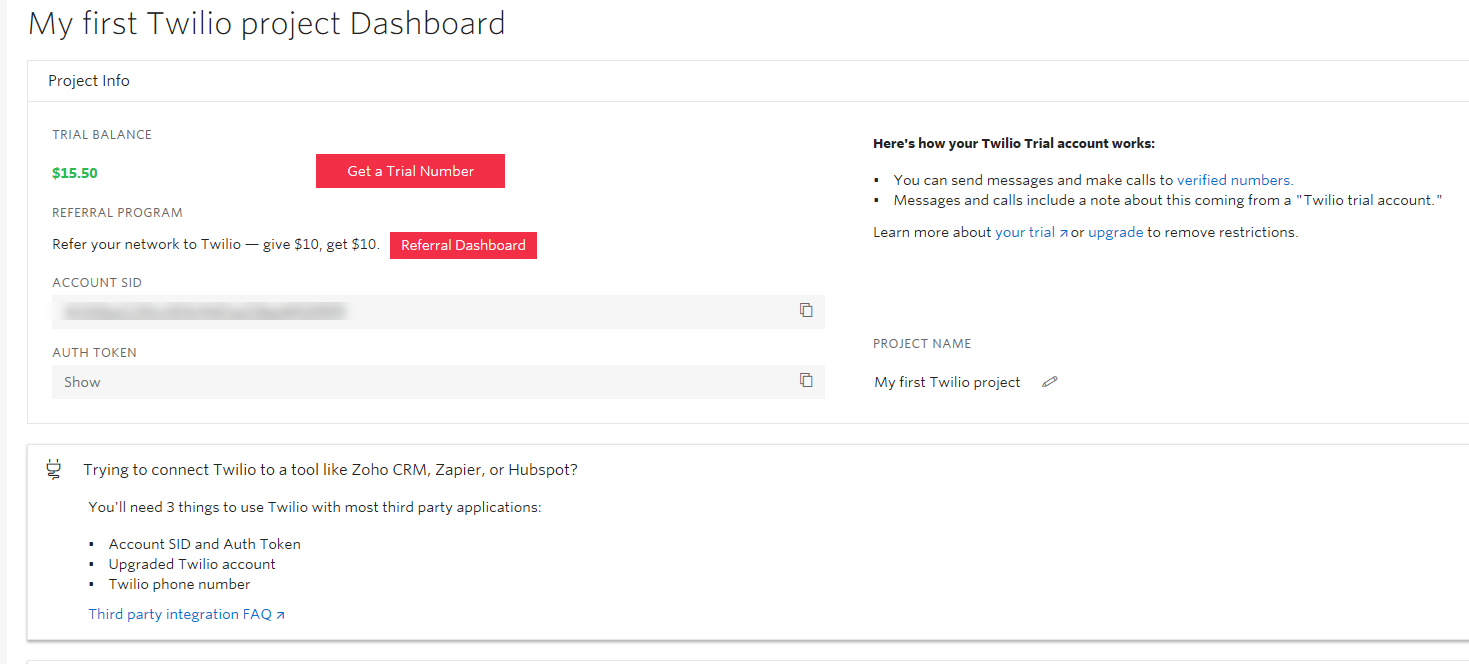 My first Twilio project Dashboard
Project Info
TRIAL BALANCE
$15.50
Get a Trial Number
REFERRAL PROGRAM
Refer your network to Twilio — give $10, get $10.
Referral Dashboard
ACCOUNT SID
AUTH TOKEN
Show
Here's how your Twilio Trial account works:
▪ You can send messages and make calls to verified numbers.
▪ Messages and calls include a note about this coming from a "Twilio trial account."
Learn more about your trial ↗ or upgrade to remove restrictions.
PROJECT NAME
My first Twilio project
Trying to connect Twilio to a tool like Zoho CRM, Zapier, or Hubspot?
You'll need 3 things to use Twilio with most third party applications:
▪ Account SID and Auth Token
▪ Upgraded Twilio account
▪ Twilio phone number
Third party integration FAQ ↗